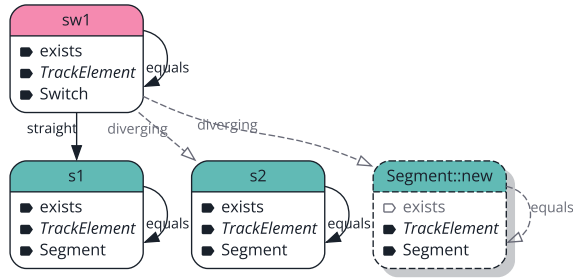 sw1
exists
TrackElement
Switch
equals
straight
diverging
diverging
s1
exists
TrackElement
Segment
equals
s2
exists
TrackElement
Segment
equals
Segment::new
exists
TrackElement
Segment
equals